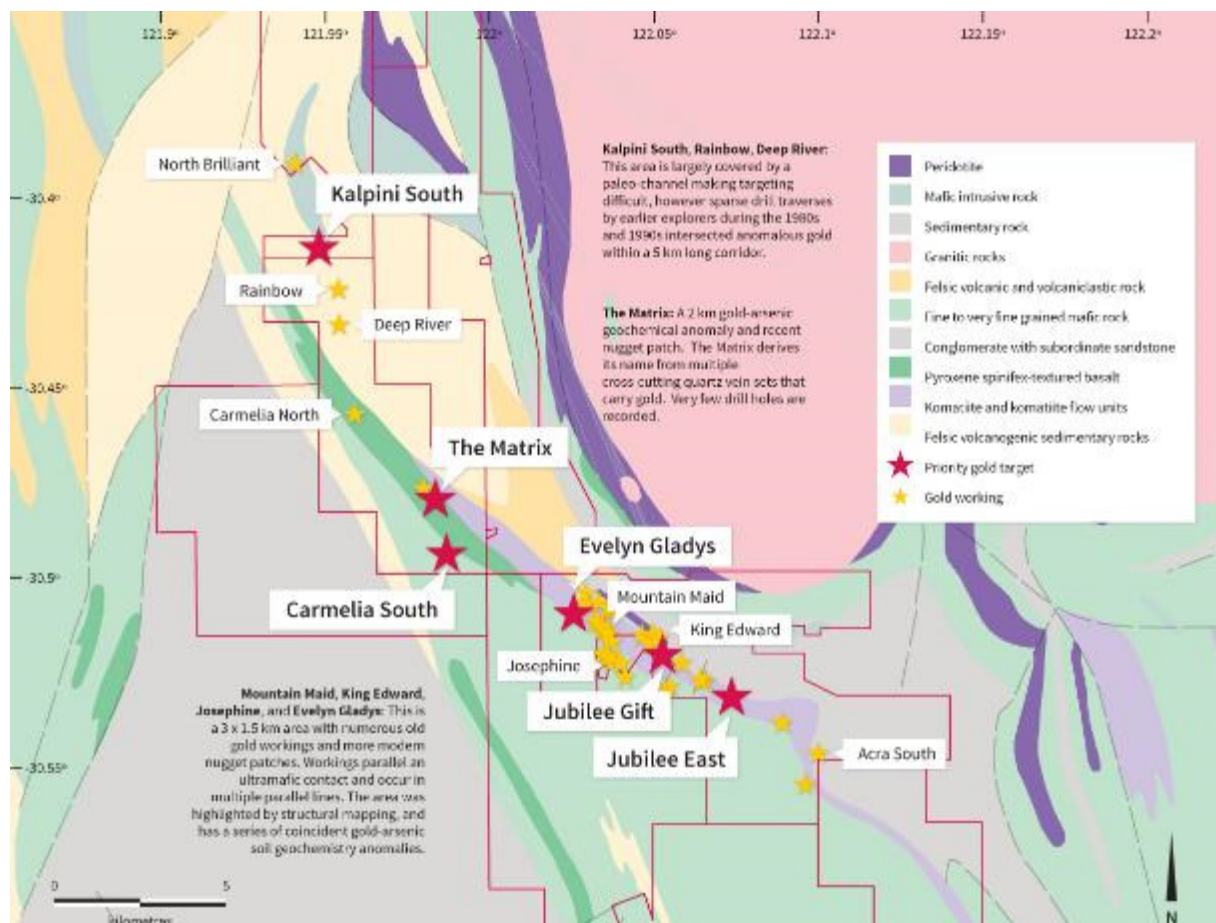 121.9°
121.95°
122°
122.05°
122.1°
122.15°
122.2°
North Brilliant
Kalpini South
-30.4°
Rainbow
Deep River
Kalpini South, Rainbow, Deep River:
This area is largely covered by a
paleo-channel making targeting
difficult, however sparse drill traverses
by earlier explorers during the 1980s
and 1990s intersected anomalous gold
within a 5 km long corridor.
The Matrix: A 2 km gold-arsenic
geochemical anomaly and recent
nugget patch. The Matrix derives
its name from multiple
cross-cutting quartz vein sets that
carry gold. Very few drill holes are
recorded.
Peridotite
Mafic intrusive rock
Sedimentary rock
Granitic rocks
Felsic volcanic and volcaniclastic rock
Fine to very fine grained mafic rock
Conglomerate with subordinate sandstone
Pyroxene spinifex-textured basalt
Komatiite and komatiite flow units
Felsic volcanogenic sedimentary rocks
Priority gold target
Gold working
-30.45°
Carmelia North
The Matrix
Evelyn Gladys
-30.9°
Carmelia South
Mountain Maid
King Edward
Josephine
Jubilee Gift
Jubilee East
Acra South
-30.55°
Mountain Maid, King Edward,
Josephine, and Evelyn Gladys: This is
a 3 x 1.5 km area with numerous old
gold workings and more modern
nugget patches. Workings parallel an
ultramafic contact and occur in
multiple parallel lines. The area was
highlighted by structural mapping, and
has a series of coincident gold-arsenic
soil geochemistry anomalies.
0 5
kilometres
N